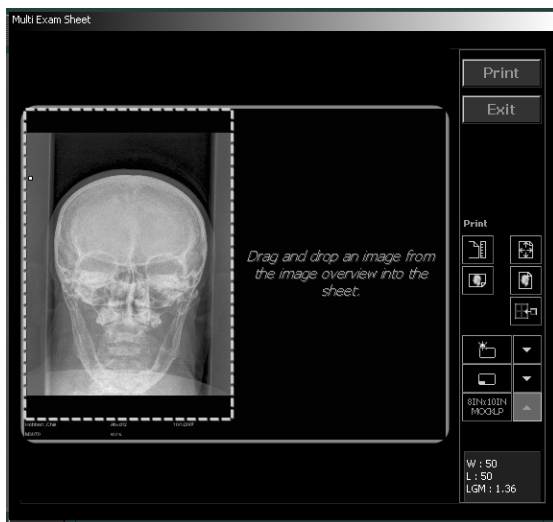 Multi Exam Sheet
Print
Exit
Drag and drop an image from
the image overview into the
sheet.
Print
8INx10IN
MOCKUP
W : 50
L : 50
LGM : 1.36